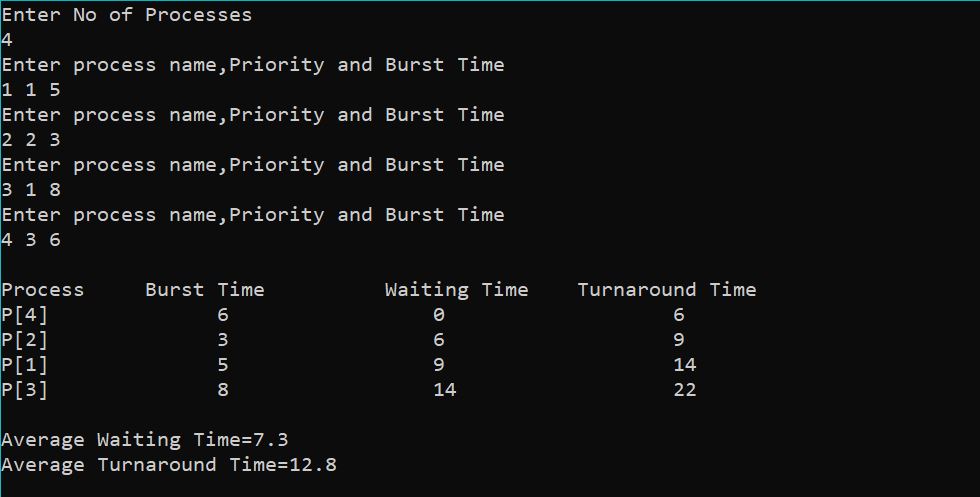 Enter No of Processes
4
Enter process name,Priority and Burst Time
1 1 5
Enter process name,Priority and Burst Time
2 2 3
Enter process name,Priority and Burst Time
3 1 8
Enter process name,Priority and Burst Time
4 3 6
Process Burst Time Waiting Time Turnaround Time
P[4] 6 0 6
P[2] 3 6 9
P[1] 5 9 14
P[3] 8 14 22
Average Waiting Time=7.3
Average Turnaround Time=12.8